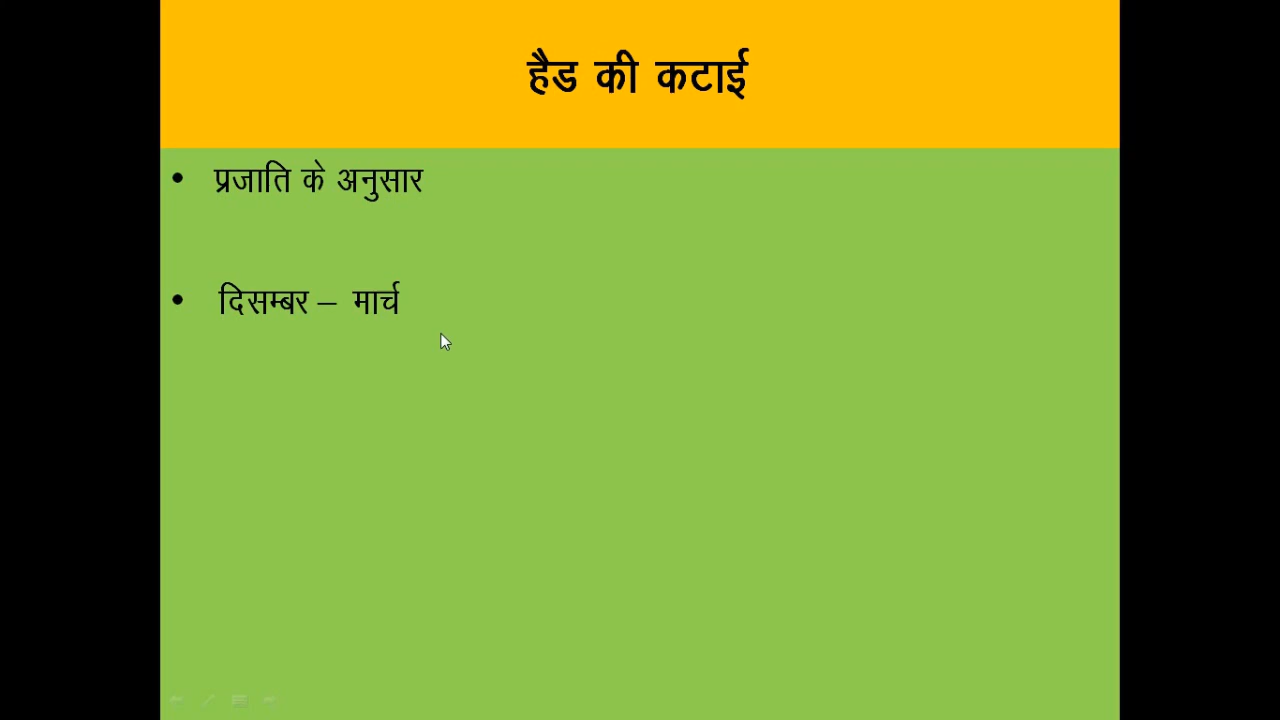 हैड की कटाई
• प्रजाति के अनुसार
• दिसम्बर – मार्च